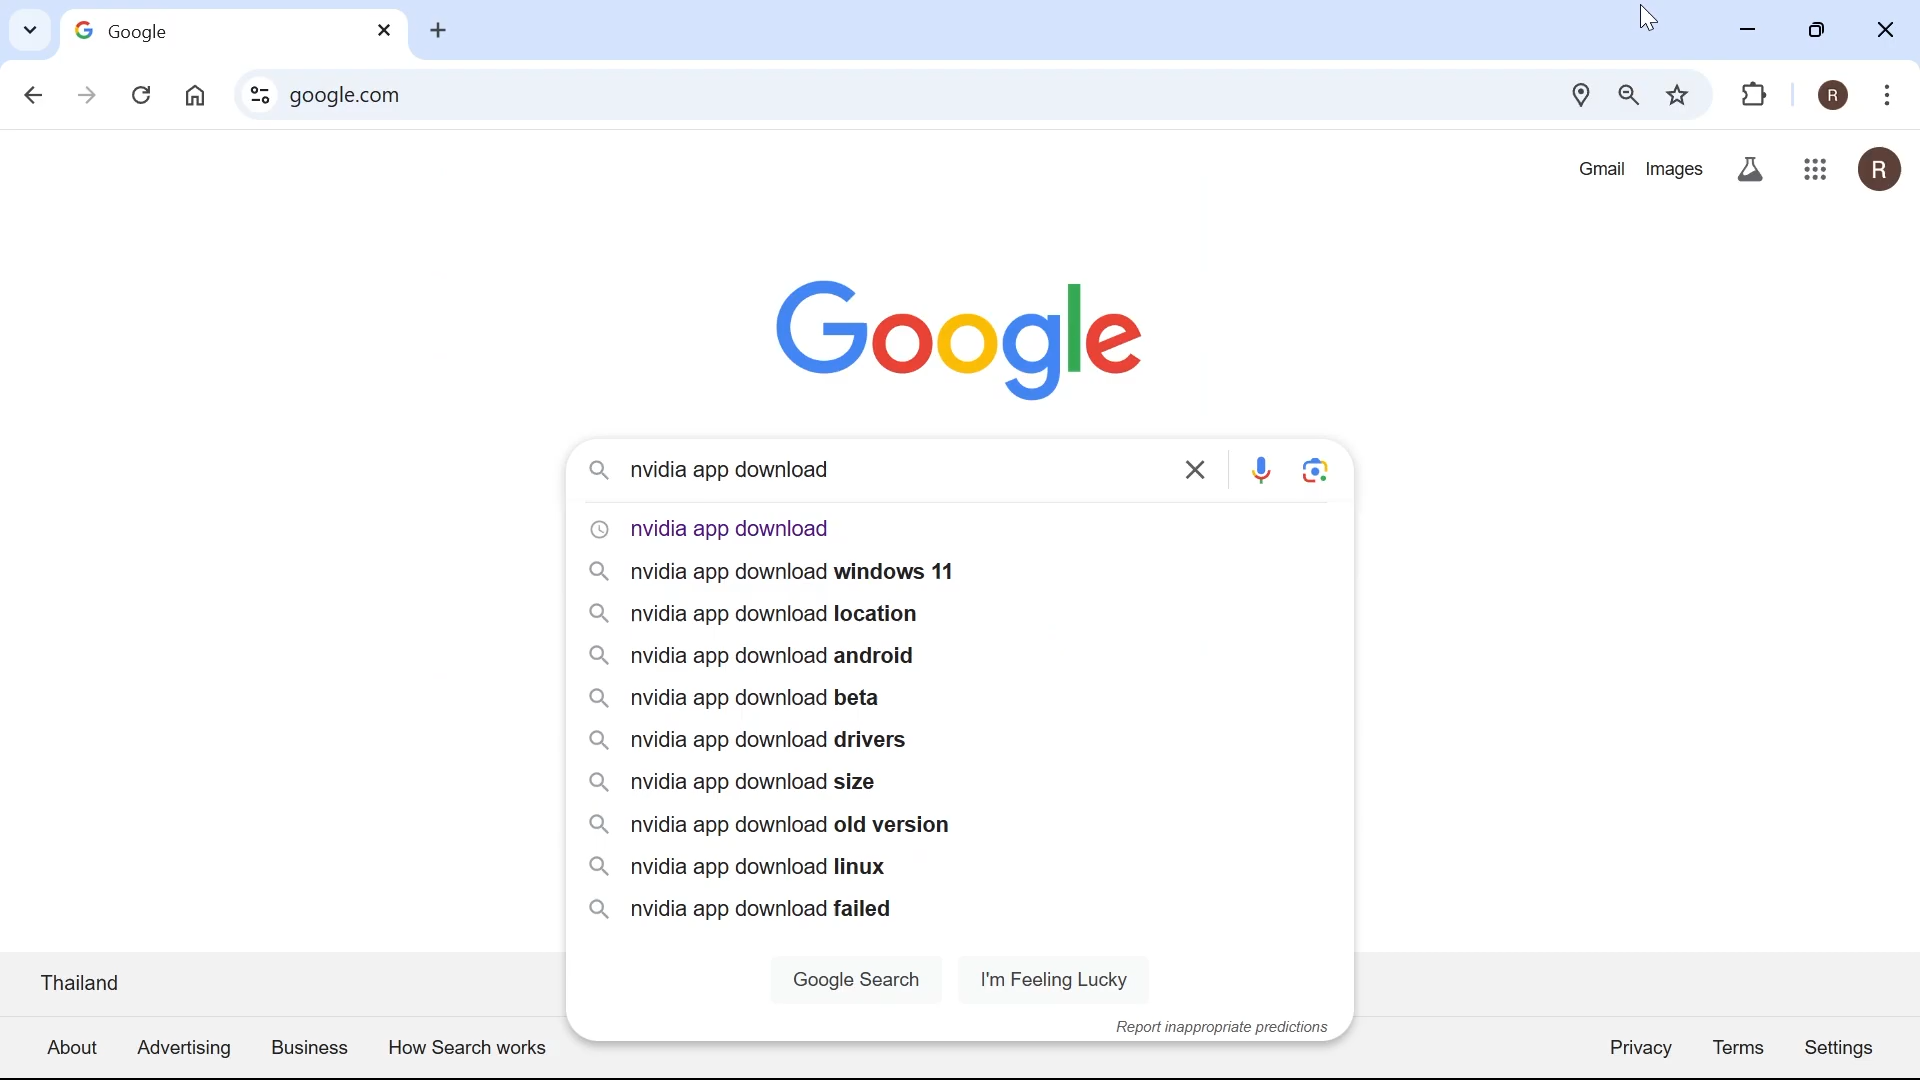 Google
google.com
R
Gmail Images
R
Google
nvidia app download
nvidia app download
nvidia app download windows 11
nvidia app download location
nvidia app download android
nvidia app download beta
nvidia app download drivers
nvidia app download size
nvidia app download old version
nvidia app download linux
nvidia app download failed
Google Search I'm Feeling Lucky
Report inappropriate predictions
Thailand
About Advertising Business How Search works Privacy Terms Settings